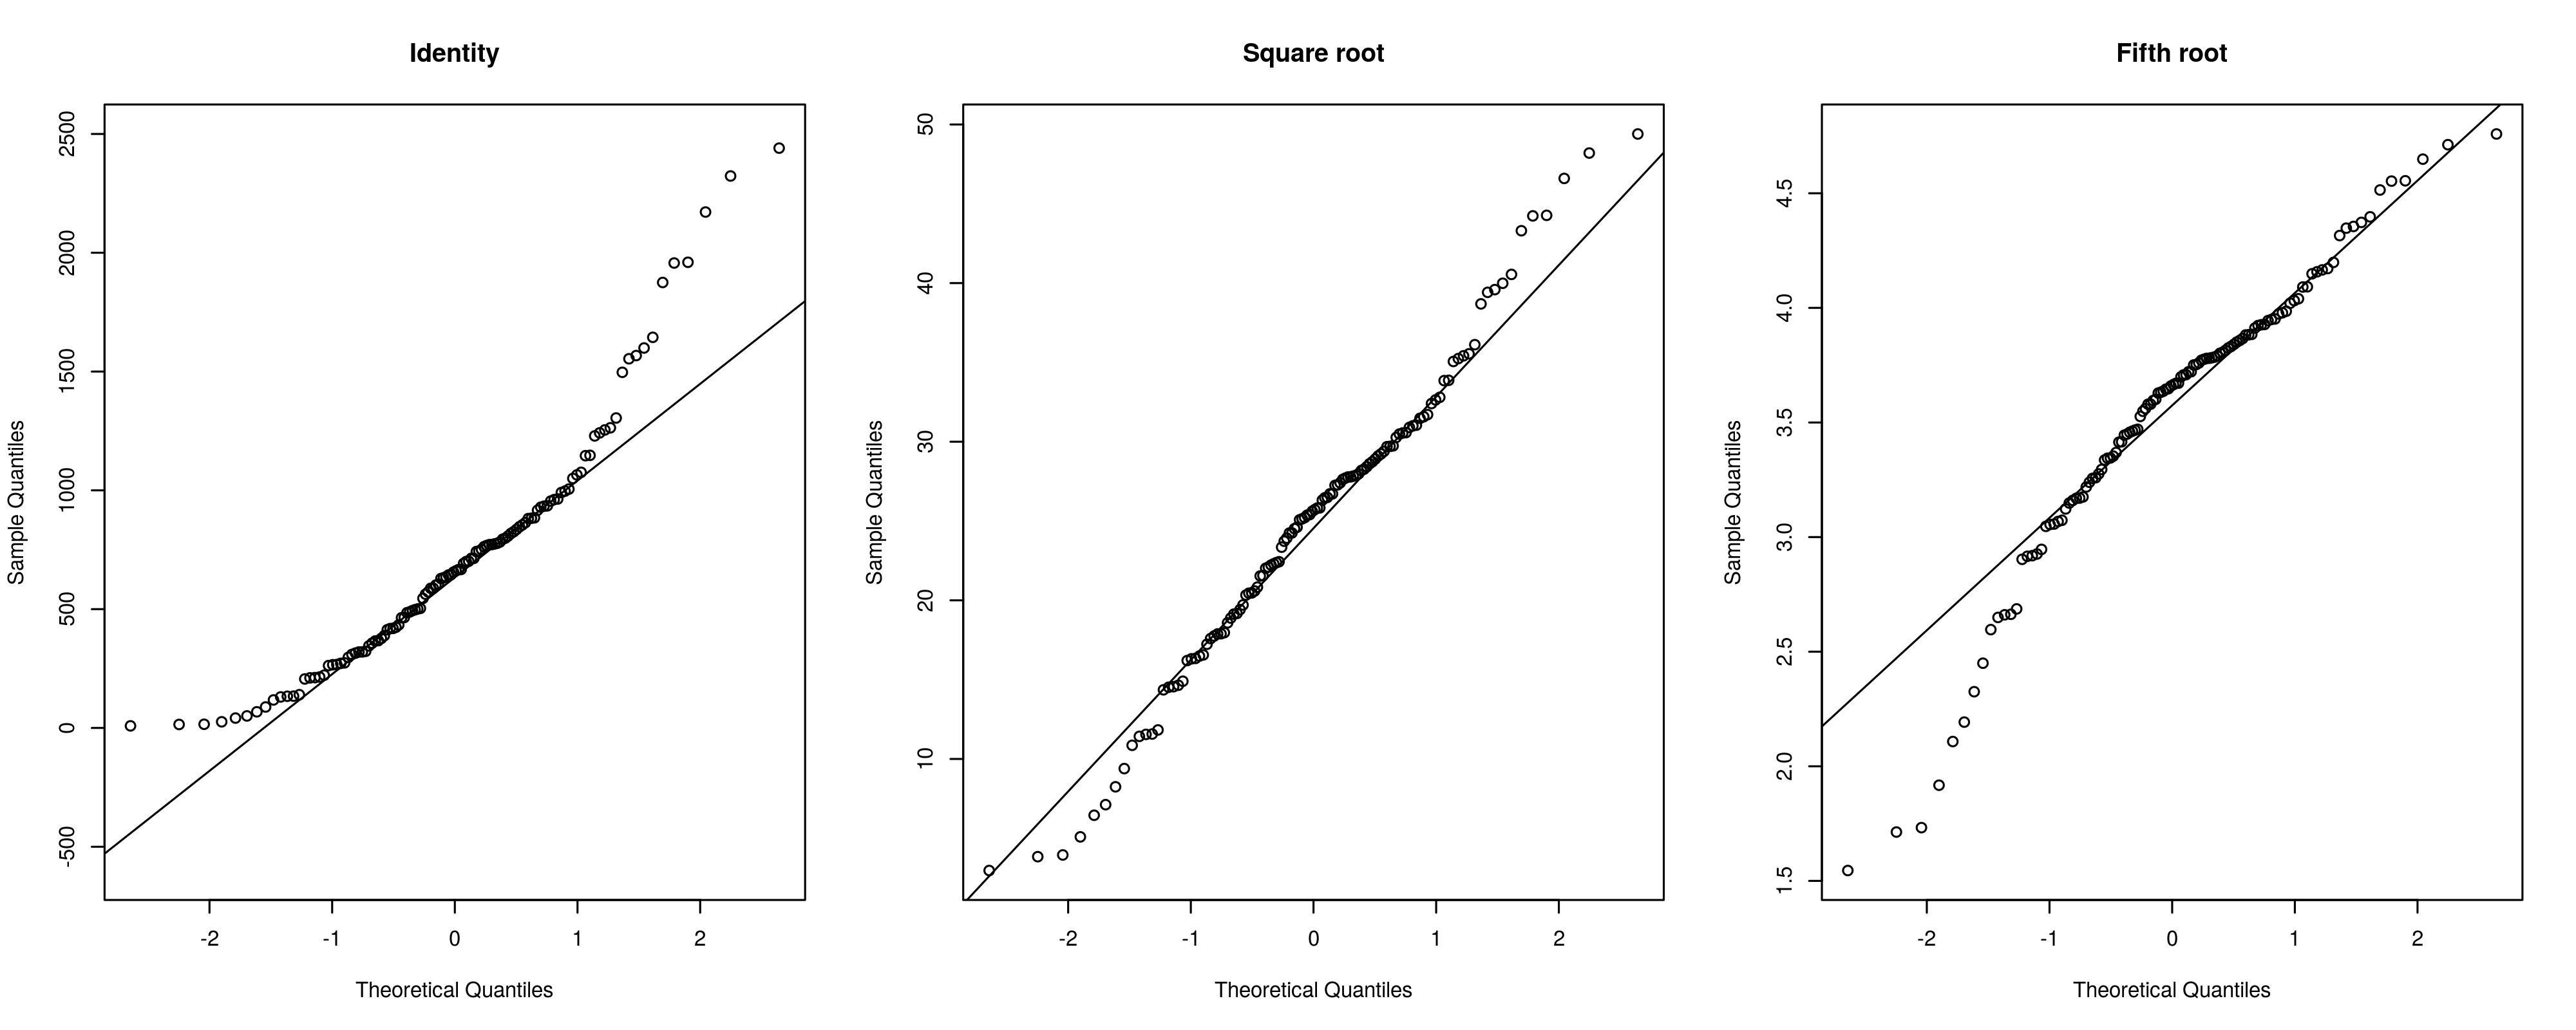 Identity
Sample Quantiles
2500
2000
1500
1000
500
0
-500
-2 -1 0 1 2
Theoretical Quantiles
Square root
Sample Quantiles
50
40
30
20
10
-2 -1 0 1 2
Theoretical Quantiles
Fifth root
Sample Quantiles
4.5
4.0
3.5
3.0
2.5
2.0
1.5
-2 -1 0 1 2
Theoretical Quantiles